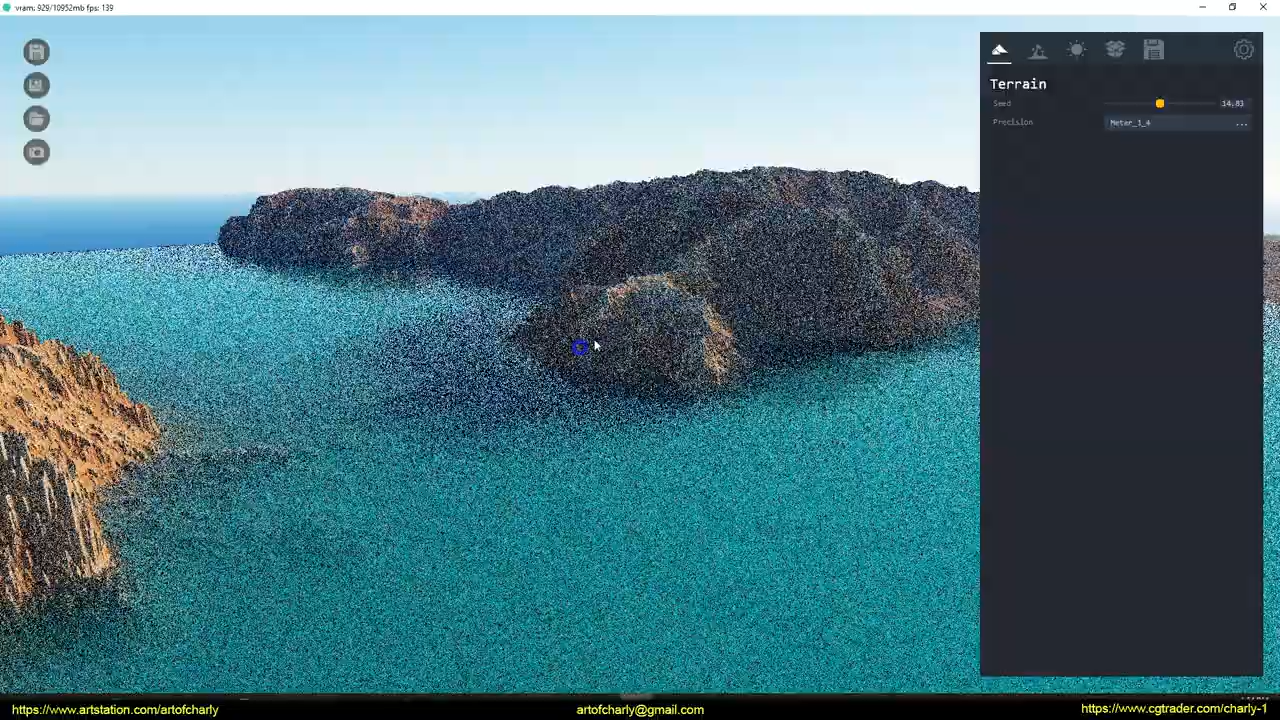 vram: 929/10952mb fps: 139
Terrain
Seed 14.83
Precision Meter_1_4 ...
https://www.artstation.com/artofcharly artofcharly@gmail.com https://www.cgtrader.com/charly-1